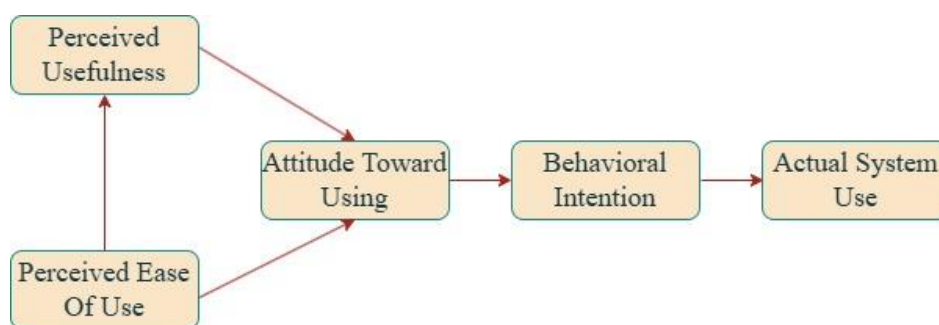 Perceived
Usefulness
Attitude Toward
Using
Behavioral
Intention
Actual System
Use
Perceived Ease
Of Use